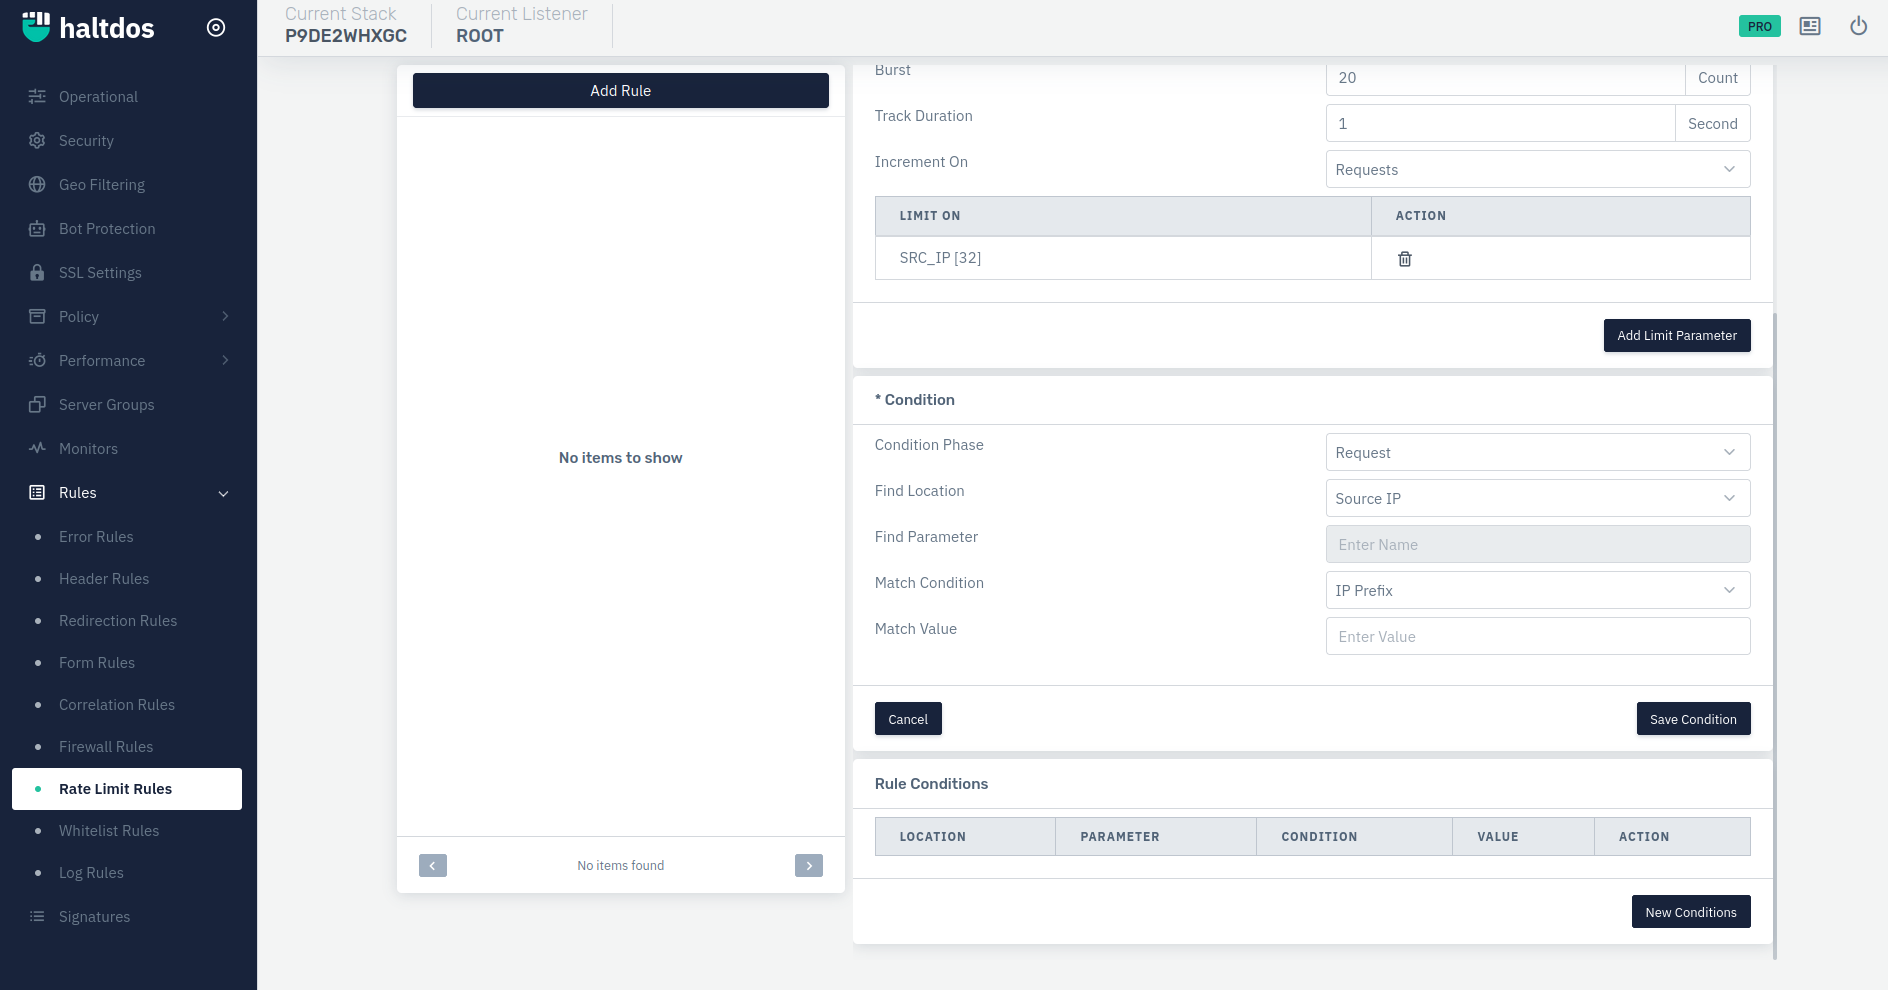 haltdos
Current Stack
P9DE2WHXGC
Current Listener
ROOT
PRO
Operational
Security
Geo Filtering
Bot Protection
SSL Settings
Policy
Performance
Server Groups
Monitors
Rules
Error Rules
Header Rules
Redirection Rules
Form Rules
Correlation Rules
Firewall Rules
Rate Limit Rules
Whitelist Rules
Log Rules
Signatures
Add Rule
No items to show
No items found
Burst
20 Count
Track Duration
1 Second
Increment On
Requests
LIMIT ON ACTION
SRC_IP [32]
Add Limit Parameter
* Condition
Condition Phase
Request
Find Location
Source IP
Find Parameter
Enter Name
Match Condition
IP Prefix
Match Value
Enter Value
Cancel
Save Condition
Rule Conditions
LOCATION PARAMETER CONDITION VALUE ACTION
New Conditions